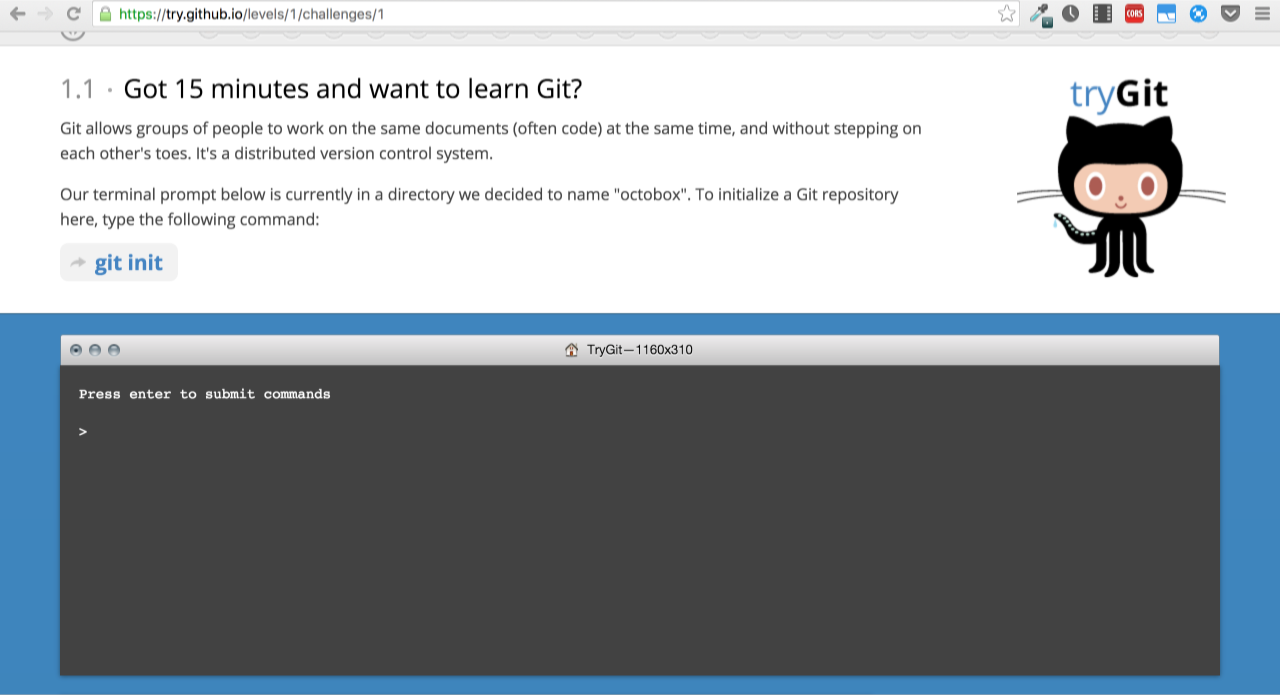 https://try.github.io/levels/1/challenges/1
CORS
1.1 · Got 15 minutes and want to learn Git?
Git allows groups of people to work on the same documents (often code) at the same time, and without stepping on
each other's toes. It's a distributed version control system.
Our terminal prompt below is currently in a directory we decided to name "octobox". To initialize a Git repository
here, type the following command:
git init
tryGit
TryGit—1160x310
Press enter to submit commands
>